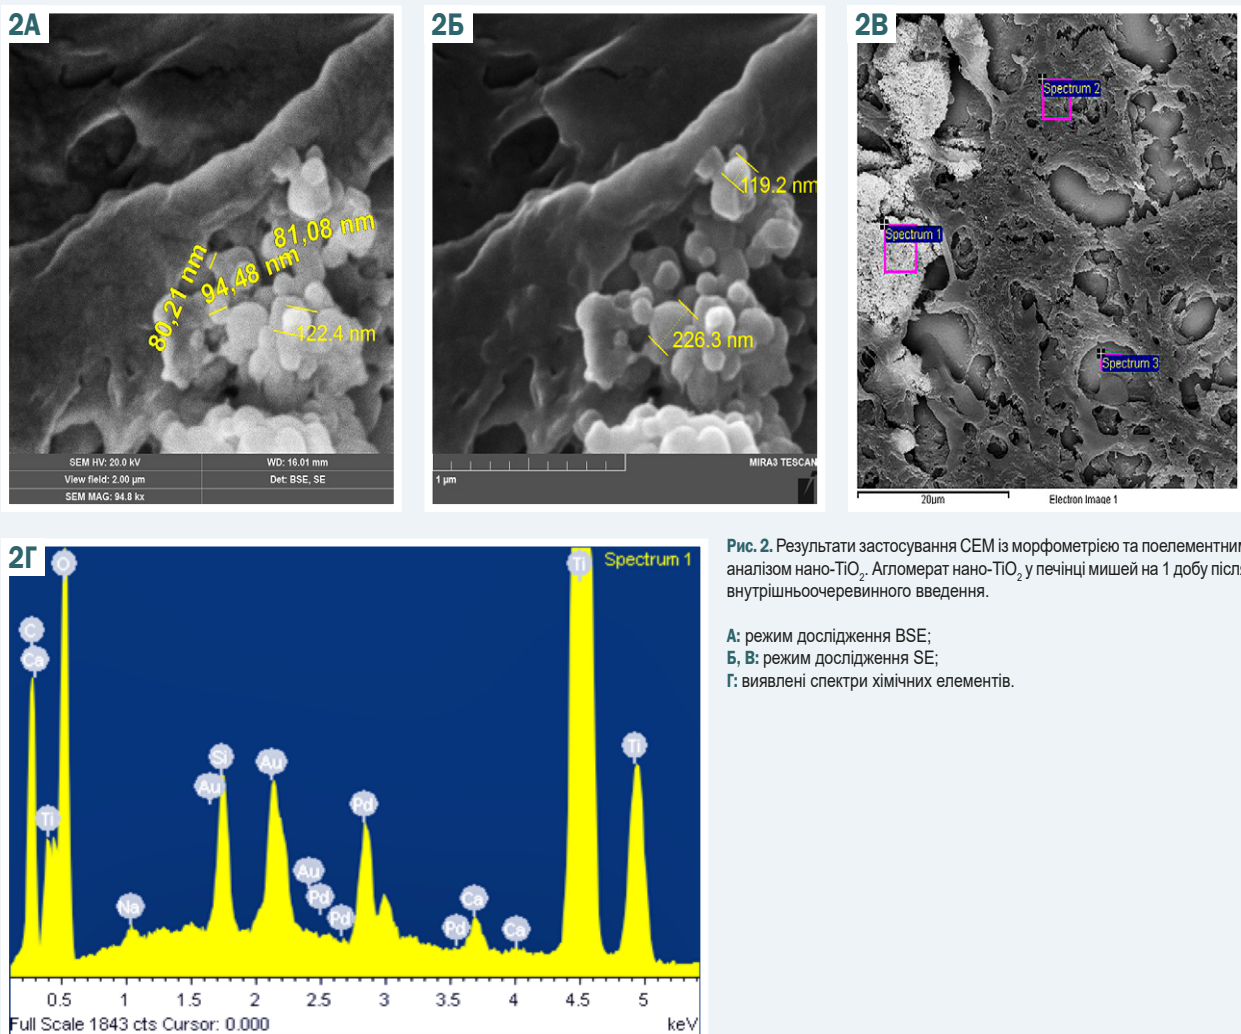 2А
81,08 nm
94,48 nm
80,21 nm
122.4 nm
SEM HV: 20.0 kV
WD: 16.01 mm
View field: 2.00 µm
Det: BSE, SE
SEM MAG: 94.8 kx
2Б
119.2 nm
226.3 nm
MIRA3 TESCAN
1 µm
2В
Spectrum 2
Spectrum 1
Spectrum 3
20µm
Electron Image 1
2Г
Spectrum 1
O
Ti
C
Ca
Ti
Na
Si
Au
Au
Au
Pd
Pd
Pd
Pd
Ca
Ca
Ti
0.5 1 1.5 2 2.5 3 3.5 4 4.5 5
Full Scale 1843 cts Cursor: 0.000
keV
Рис. 2. Результати застосування СЕМ із морфометрією та поелементним
аналізом нано-TiO2. Агломерат нано-TiO2 у печінці мишей на 1 добу після
внутрішньоочеревинного введення.
А: режим дослідження BSE;
Б, В: режим дослідження SE;
Г: виявлені спектри хімічних елементів.